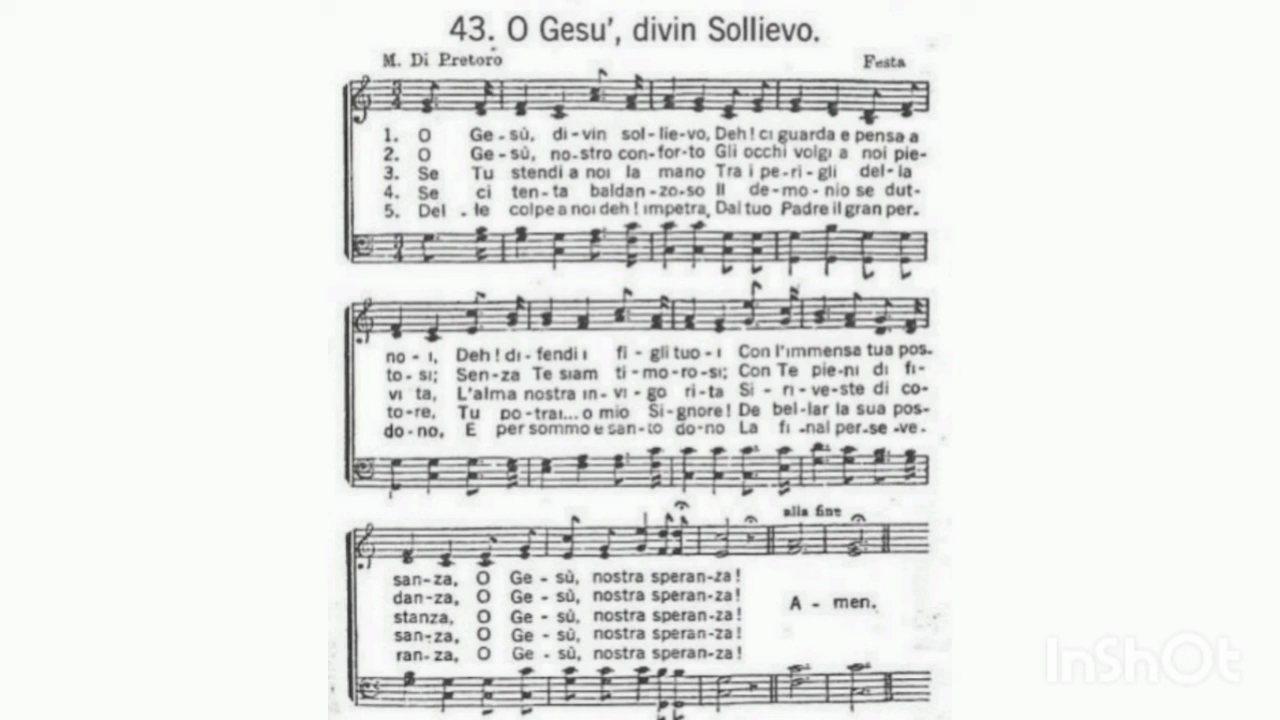 43. O Gesu', divin Sollievo.
M. Di Pretoro Festa
1. O Ge-sù, di-vin sol-lie-vo, Deh! ci guarda e pensa a
2. O Ge-sù, no-stro con-for-to Gli occhi volgi a noi pie-
3. Se Tu stendi a noi la mano Tra i pe-ri-gli del-la
4. Se ci ten-ta baldan-zo-so Il de-mo-nio se dut-
5. Del-le colpe a noi deh! impetra, Dal tuo Padre il gran per-
no-i, Deh! di-fendi i fi-gli tuo-i Con l'immensa tua pos-
to-si; Sen-za Te siam ti-mo-ro-si; Con Te pie-ni di fi-
vi ta, L'alma nostra in-vi-go ri-ta Si-ri-ve-ste di co-
to-re, Tu po-trai... o mio Si-gnore! De bel-lar la sua pos-
do-no, E per sommo e san-to do-no La fi-nal per-se-ve-
alla fine
san-za, O Ge-sù, nostra speran-za!
dan-za, O Ge-sù, nostra speran-za!
stanza, O Ge-sù, nostra speran-za!
san-za, O Ge-sù, nostra speran-za!
ran-za, O Ge-sù, nostra speran-za!
A-men.
InShOt